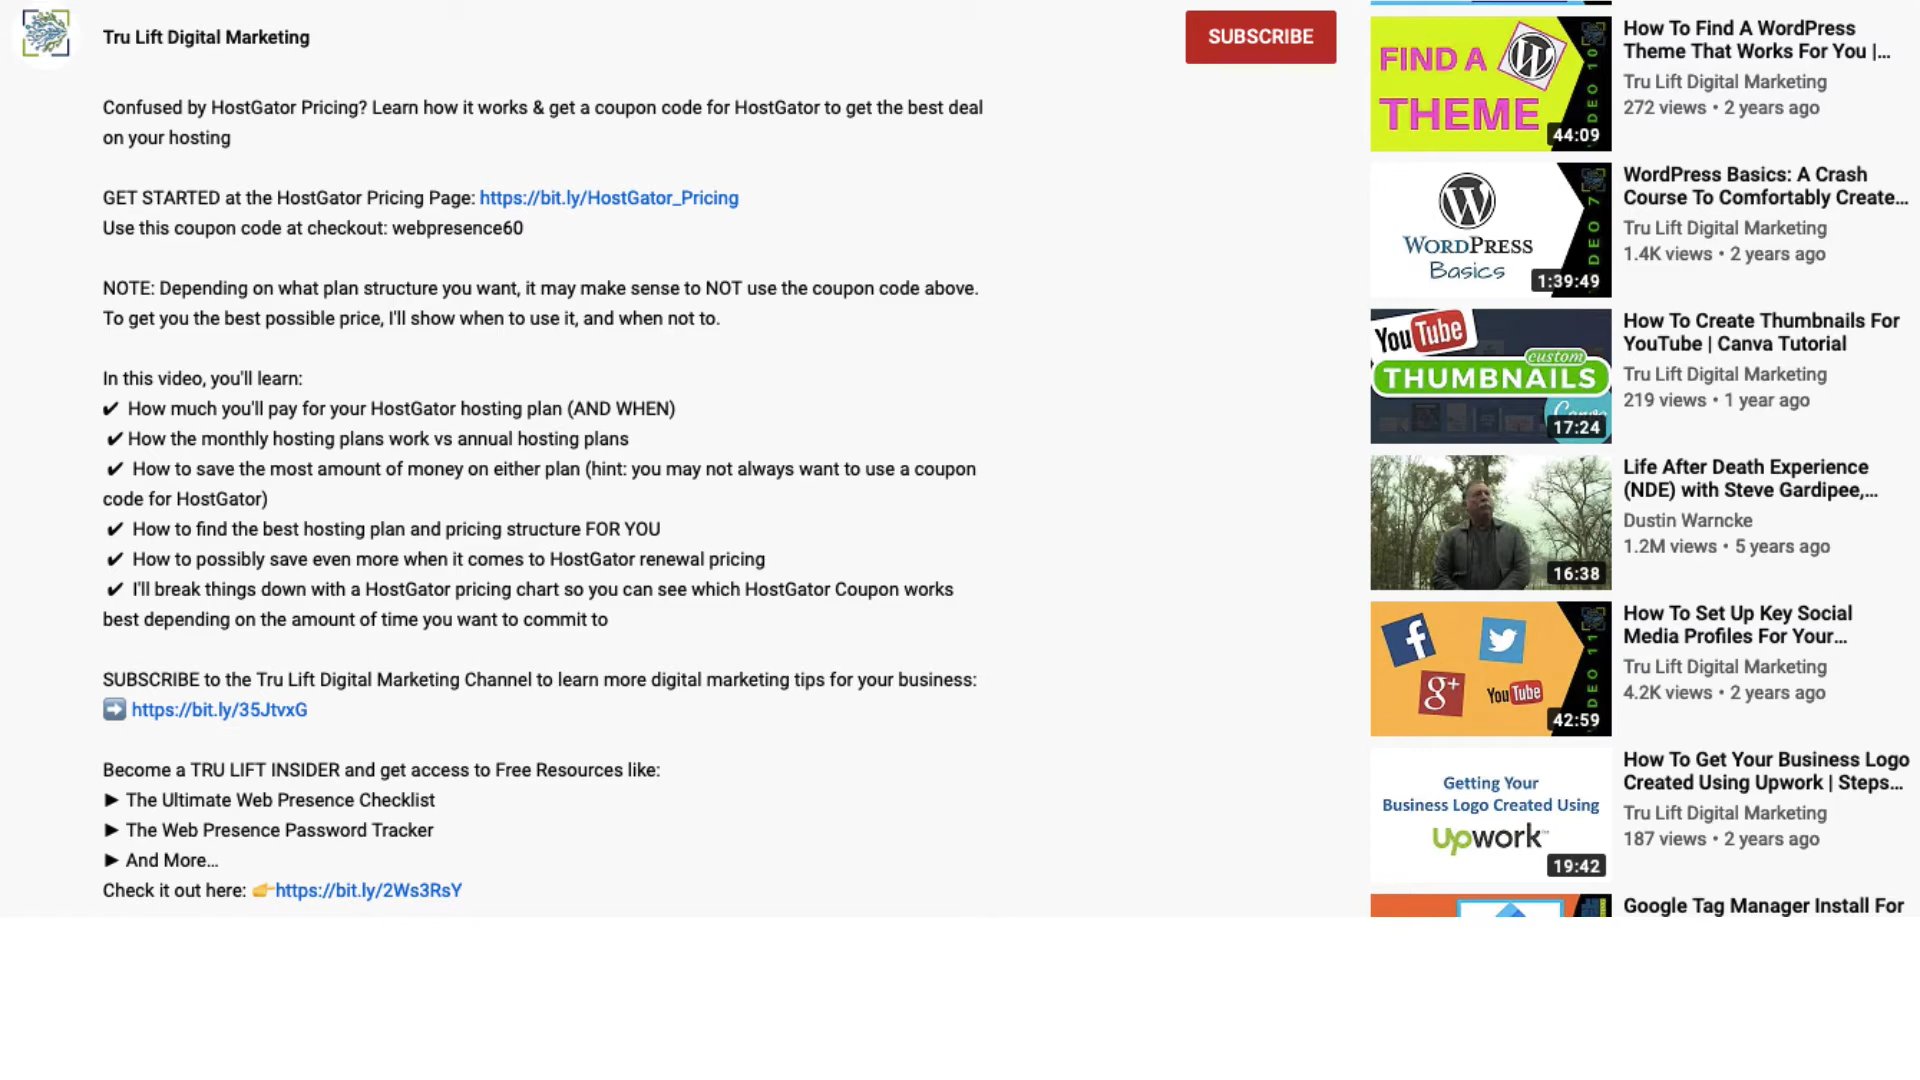 Tru Lift Digital Marketing
SUBSCRIBE
Confused by HostGator Pricing? Learn how it works & get a coupon code for HostGator to get the best deal
on your hosting
GET STARTED at the HostGator Pricing Page: https://bit.ly/HostGator_Pricing
Use this coupon code at checkout: webpresence60
NOTE: Depending on what plan structure you want, it may make sense to NOT use the coupon code above.
To get you the best possible price, I'll show when to use it, and when not to.
In this video, you'll learn:
✔ How much you'll pay for your HostGator hosting plan (AND WHEN)
✔ How the monthly hosting plans work vs annual hosting plans
✔ How to save the most amount of money on either plan (hint: you may not always want to use a coupon
code for HostGator)
✔ How to find the best hosting plan and pricing structure FOR YOU
✔ How to possibly save even more when it comes to HostGator renewal pricing
✔ I'll break things down with a HostGator pricing chart so you can see which HostGator Coupon works
best depending on the amount of time you want to commit to
SUBSCRIBE to the Tru Lift Digital Marketing Channel to learn more digital marketing tips for your business:
➡ https://bit.ly/35JtvxG
Become a TRU LIFT INSIDER and get access to Free Resources like:
► The Ultimate Web Presence Checklist
► The Web Presence Password Tracker
► And More...
Check it out here: 👉https://bit.ly/2Ws3RsY
FIND A
THEME
DEO 10
44:09
How To Find A WordPress
Theme That Works For You |...
Tru Lift Digital Marketing
272 views • 2 years ago
WORDPRESS
Basics
DEO 7
1:39:49
WordPress Basics: A Crash
Course To Comfortably Create...
Tru Lift Digital Marketing
1.4K views • 2 years ago
YouTube
custom
THUMBNAILS
Canva
17:24
How To Create Thumbnails For
YouTube | Canva Tutorial
Tru Lift Digital Marketing
219 views • 1 year ago
16:38
Life After Death Experience
(NDE) with Steve Gardipee,...
Dustin Warncke
1.2M views • 5 years ago
f
g+
YouTube
DEO 11
42:59
How To Set Up Key Social
Media Profiles For Your...
Tru Lift Digital Marketing
4.2K views • 2 years ago
Getting Your
Business Logo Created Using
upwork
19:42
How To Get Your Business Logo
Created Using Upwork | Steps...
Tru Lift Digital Marketing
187 views • 2 years ago
Google Tag Manager Install For